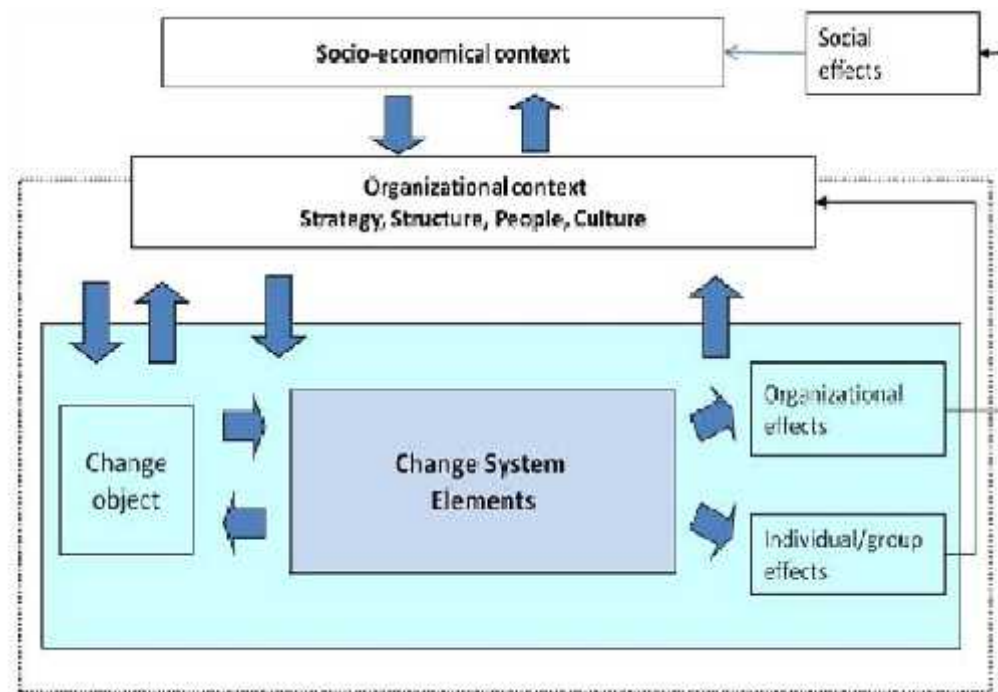 Socio-economical context
Social
effects
Organizational context
Strategy, Structure, People, Culture
Change
object
Change System
Elements
Organizational
effects
Individual/group
effects